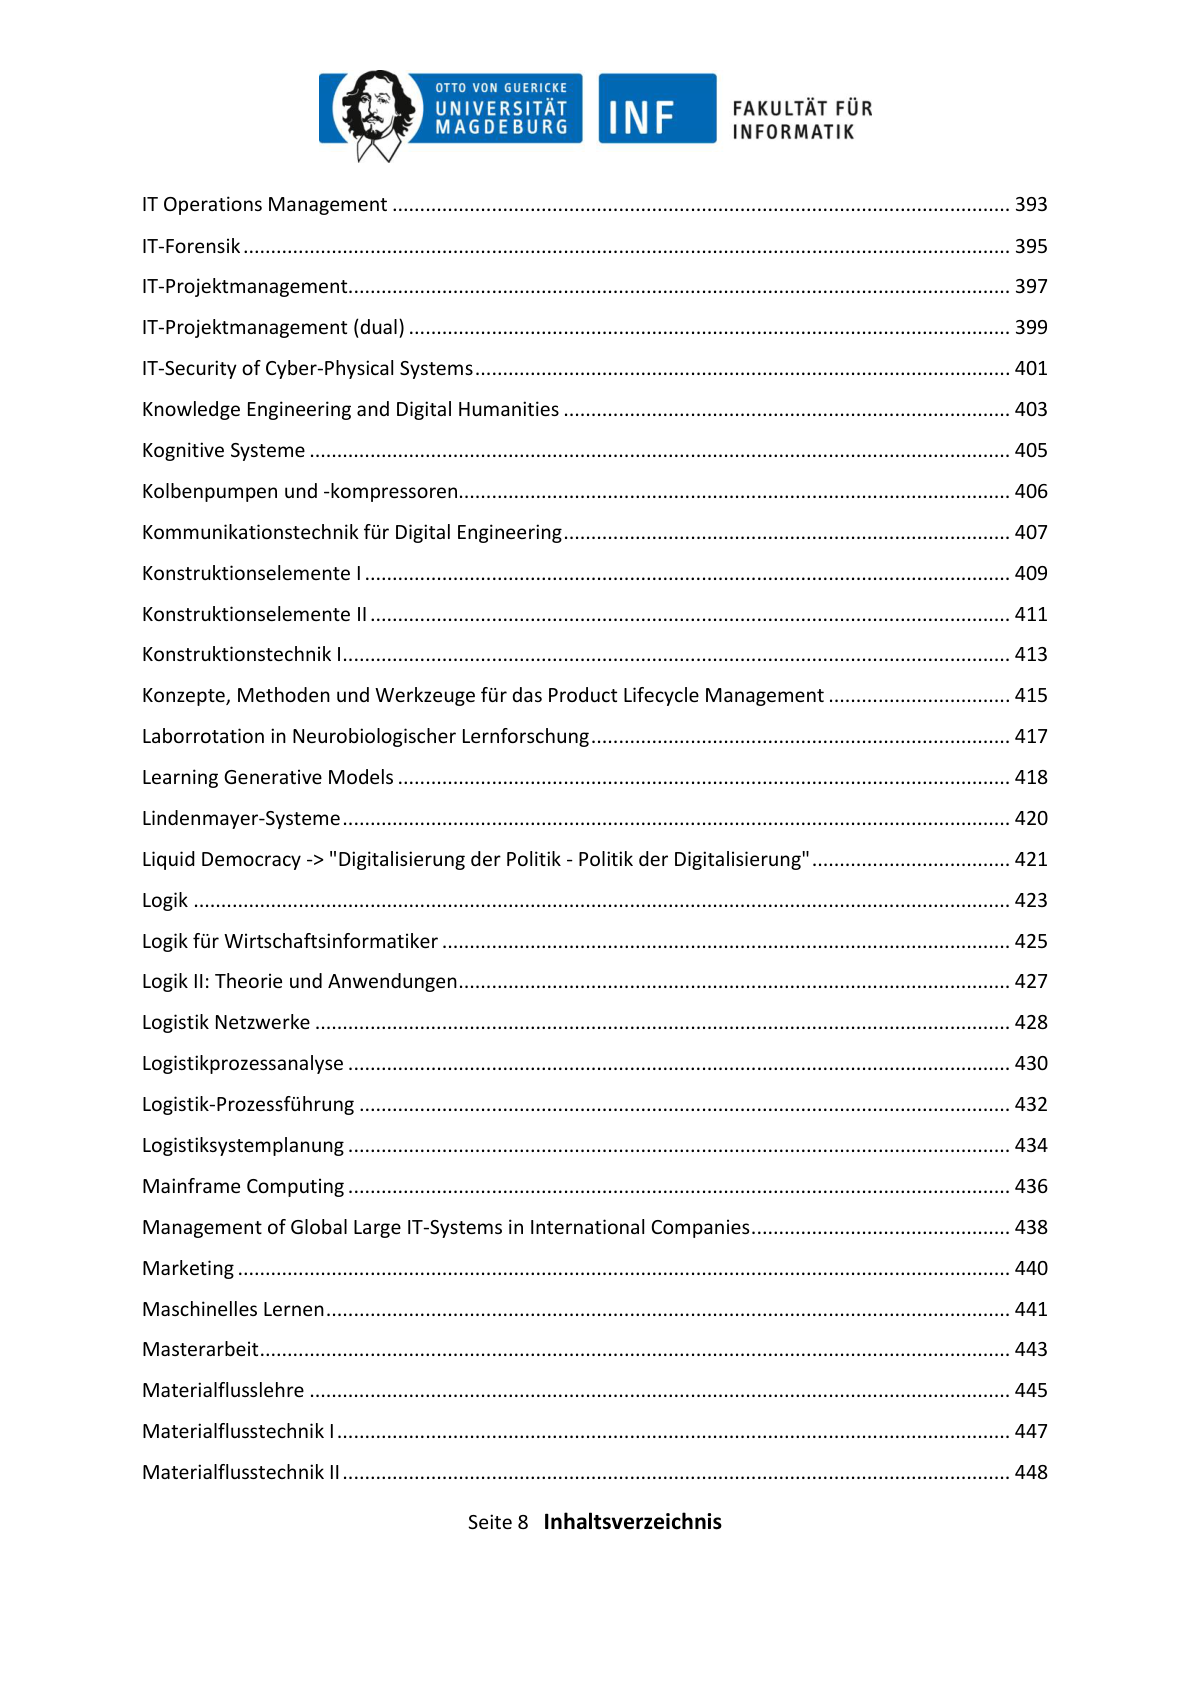 OTTO VON GUERICKE
UNIVERSITÄT
MAGDEBURG
INF
FAKULTÄT FÜR
INFORMATIK
IT Operations Management ................ 393
IT-Forensik ................ 395
IT-Projektmanagement ................ 397
IT-Projektmanagement (dual) ................ 399
IT-Security of Cyber-Physical Systems ................ 401
Knowledge Engineering and Digital Humanities ................ 403
Kognitive Systeme ................ 405
Kolbenpumpen und -kompressoren ................ 406
Kommunikationstechnik für Digital Engineering ................ 407
Konstruktionselemente I ................ 409
Konstruktionselemente II ................ 411
Konstruktionstechnik I ................ 413
Konzepte, Methoden und Werkzeuge für das Product Lifecycle Management ................ 415
Laborrotation in Neurobiologischer Lernforschung ................ 417
Learning Generative Models ................ 418
Lindenmayer-Systeme ................ 420
Liquid Democracy -> "Digitalisierung der Politik - Politik der Digitalisierung" ................ 421
Logik ................ 423
Logik für Wirtschaftsinformatiker ................ 425
Logik II: Theorie und Anwendungen ................ 427
Logistik Netzwerke ................ 428
Logistikprozessanalyse ................ 430
Logistik-Prozessführung ................ 432
Logistiksystemplanung ................ 434
Mainframe Computing ................ 436
Management of Global Large IT-Systems in International Companies ................ 438
Marketing ................ 440
Maschinelles Lernen ................ 441
Masterarbeit ................ 443
Materialflusslehre ................ 445
Materialflusstechnik I ................ 447
Materialflusstechnik II ................ 448
Seite 8 Inhaltsverzeichnis